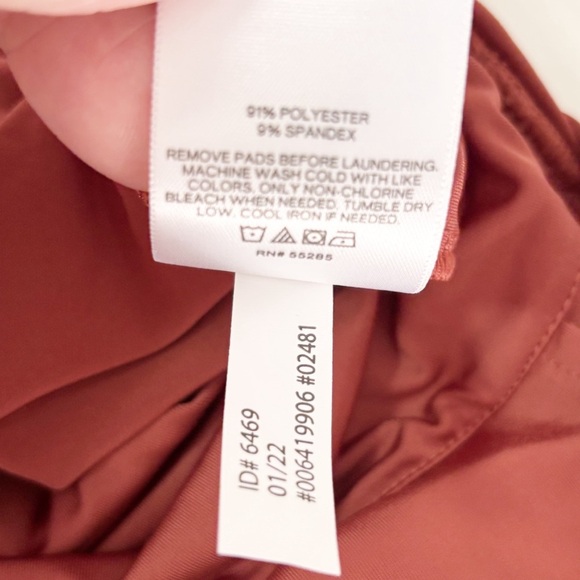 91% POLYESTER
9% SPANDEX
REMOVE PADS BEFORE LAUNDERING.
MACHINE WASH COLD WITH LIKE
COLORS, ONLY NON-CHLORINE
BLEACH WHEN NEEDED. TUMBLE DRY
LOW. COOL IRON IF NEEDED.
RN# 55285
ID# 6469
01/22
#006419906 #02481